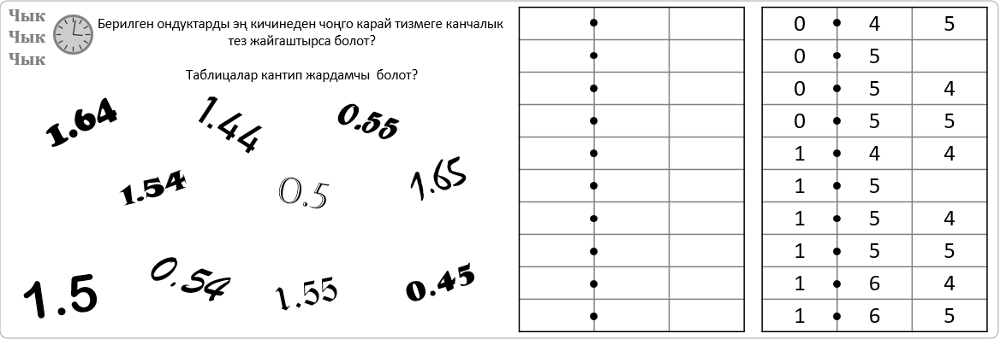 Чык
Чык
Чык
Берилген ондуктарды эң кичинеден чоңго карай тизмеге канчалык
тез жайгаштырса болот?
Таблицалар кантип жардамчы болот?
1.64
1.44
0.55
1.54
0.5
1.65
1.5
0.54
1.55
0.45
0 • 4 5
0 • 5
0 • 5 4
0 • 5 5
1 • 4 4
1 • 5
1 • 5 4
1 • 5 5
1 • 6 4
1 • 6 5